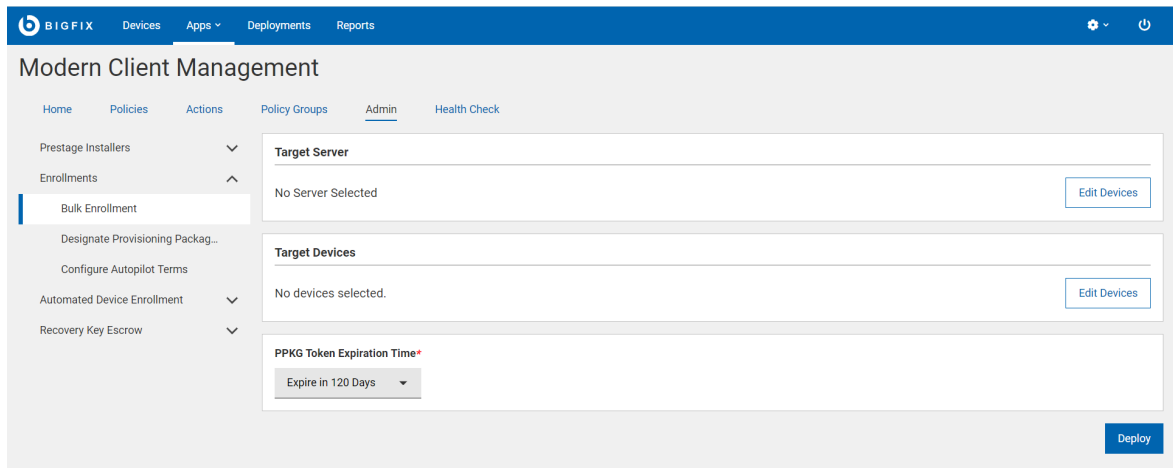 BIGFIX Devices Apps Deployments Reports
Modern Client Management
Home Policies Actions Policy Groups Admin Health Check
Prestage Installers
Enrollments
Bulk Enrollment
Designate Provisioning Packag...
Configure Autopilot Terms
Automated Device Enrollment
Recovery Key Escrow
Target Server
No Server Selected Edit Devices
Target Devices
No devices selected. Edit Devices
PPKG Token Expiration Time*
Expire in 120 Days
Deploy